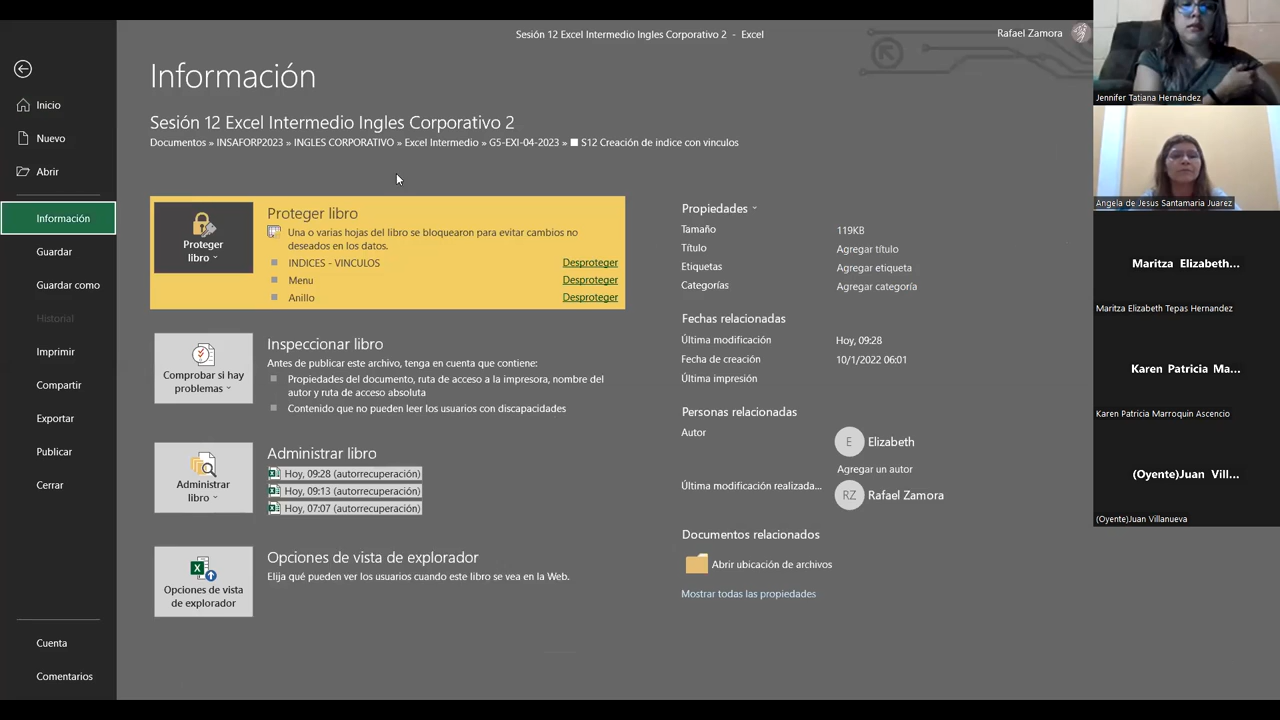 Sesión 12 Excel Intermedio Ingles Corporativo 2 - Excel
Rafael Zamora
Información
Inicio
Nuevo
Abrir
Información
Guardar
Guardar como
Historial
Imprimir
Compartir
Exportar
Publicar
Cerrar
Cuenta
Comentarios
Sesión 12 Excel Intermedio Ingles Corporativo 2
Documentos » INSAFORP2023 » INGLES CORPORATIVO » Excel Intermedio » G5-EXI-04-2023 » ■ S12 Creación de indice con vinculos
Proteger
libro
Proteger libro
Una o varias hojas del libro se bloquearon para evitar cambios no
deseados en los datos.
INDICES - VINCULOS Desproteger
Menu Desproteger
Anillo Desproteger
Comprobar si hay
problemas
Inspeccionar libro
Antes de publicar este archivo, tenga en cuenta que contiene:
Propiedades del documento, ruta de acceso a la impresora, nombre del
autor y ruta de acceso absoluta
Contenido que no pueden leer los usuarios con discapacidades
Administrar
libro
Administrar libro
Hoy, 09:28 (autorrecuperación)
Hoy, 09:13 (autorrecuperación)
Hoy, 07:07 (autorrecuperación)
Opciones de vista
de explorador
Opciones de vista de explorador
Elija qué pueden ver los usuarios cuando este libro se vea en la Web.
Propiedades
Tamaño 119KB
Título Agregar título
Etiquetas Agregar etiqueta
Categorías Agregar categoría
Fechas relacionadas
Última modificación Hoy, 09:28
Fecha de creación 10/1/2022 06:01
Última impresión
Personas relacionadas
Autor
E Elizabeth
Agregar un autor
Última modificación realizada...
RZ Rafael Zamora
Documentos relacionados
Abrir ubicación de archivos
Mostrar todas las propiedades
Jennifer Tatiana Hernández
Angela de Jesus Santamaria Juarez
Maritza Elizabeth...
Maritza Elizabeth Tepas Hernandez
Karen Patricia Ma...
Karen Patricia Marroquin Ascencio
(Oyente)Juan Vill...
(Oyente)Juan Villanueva